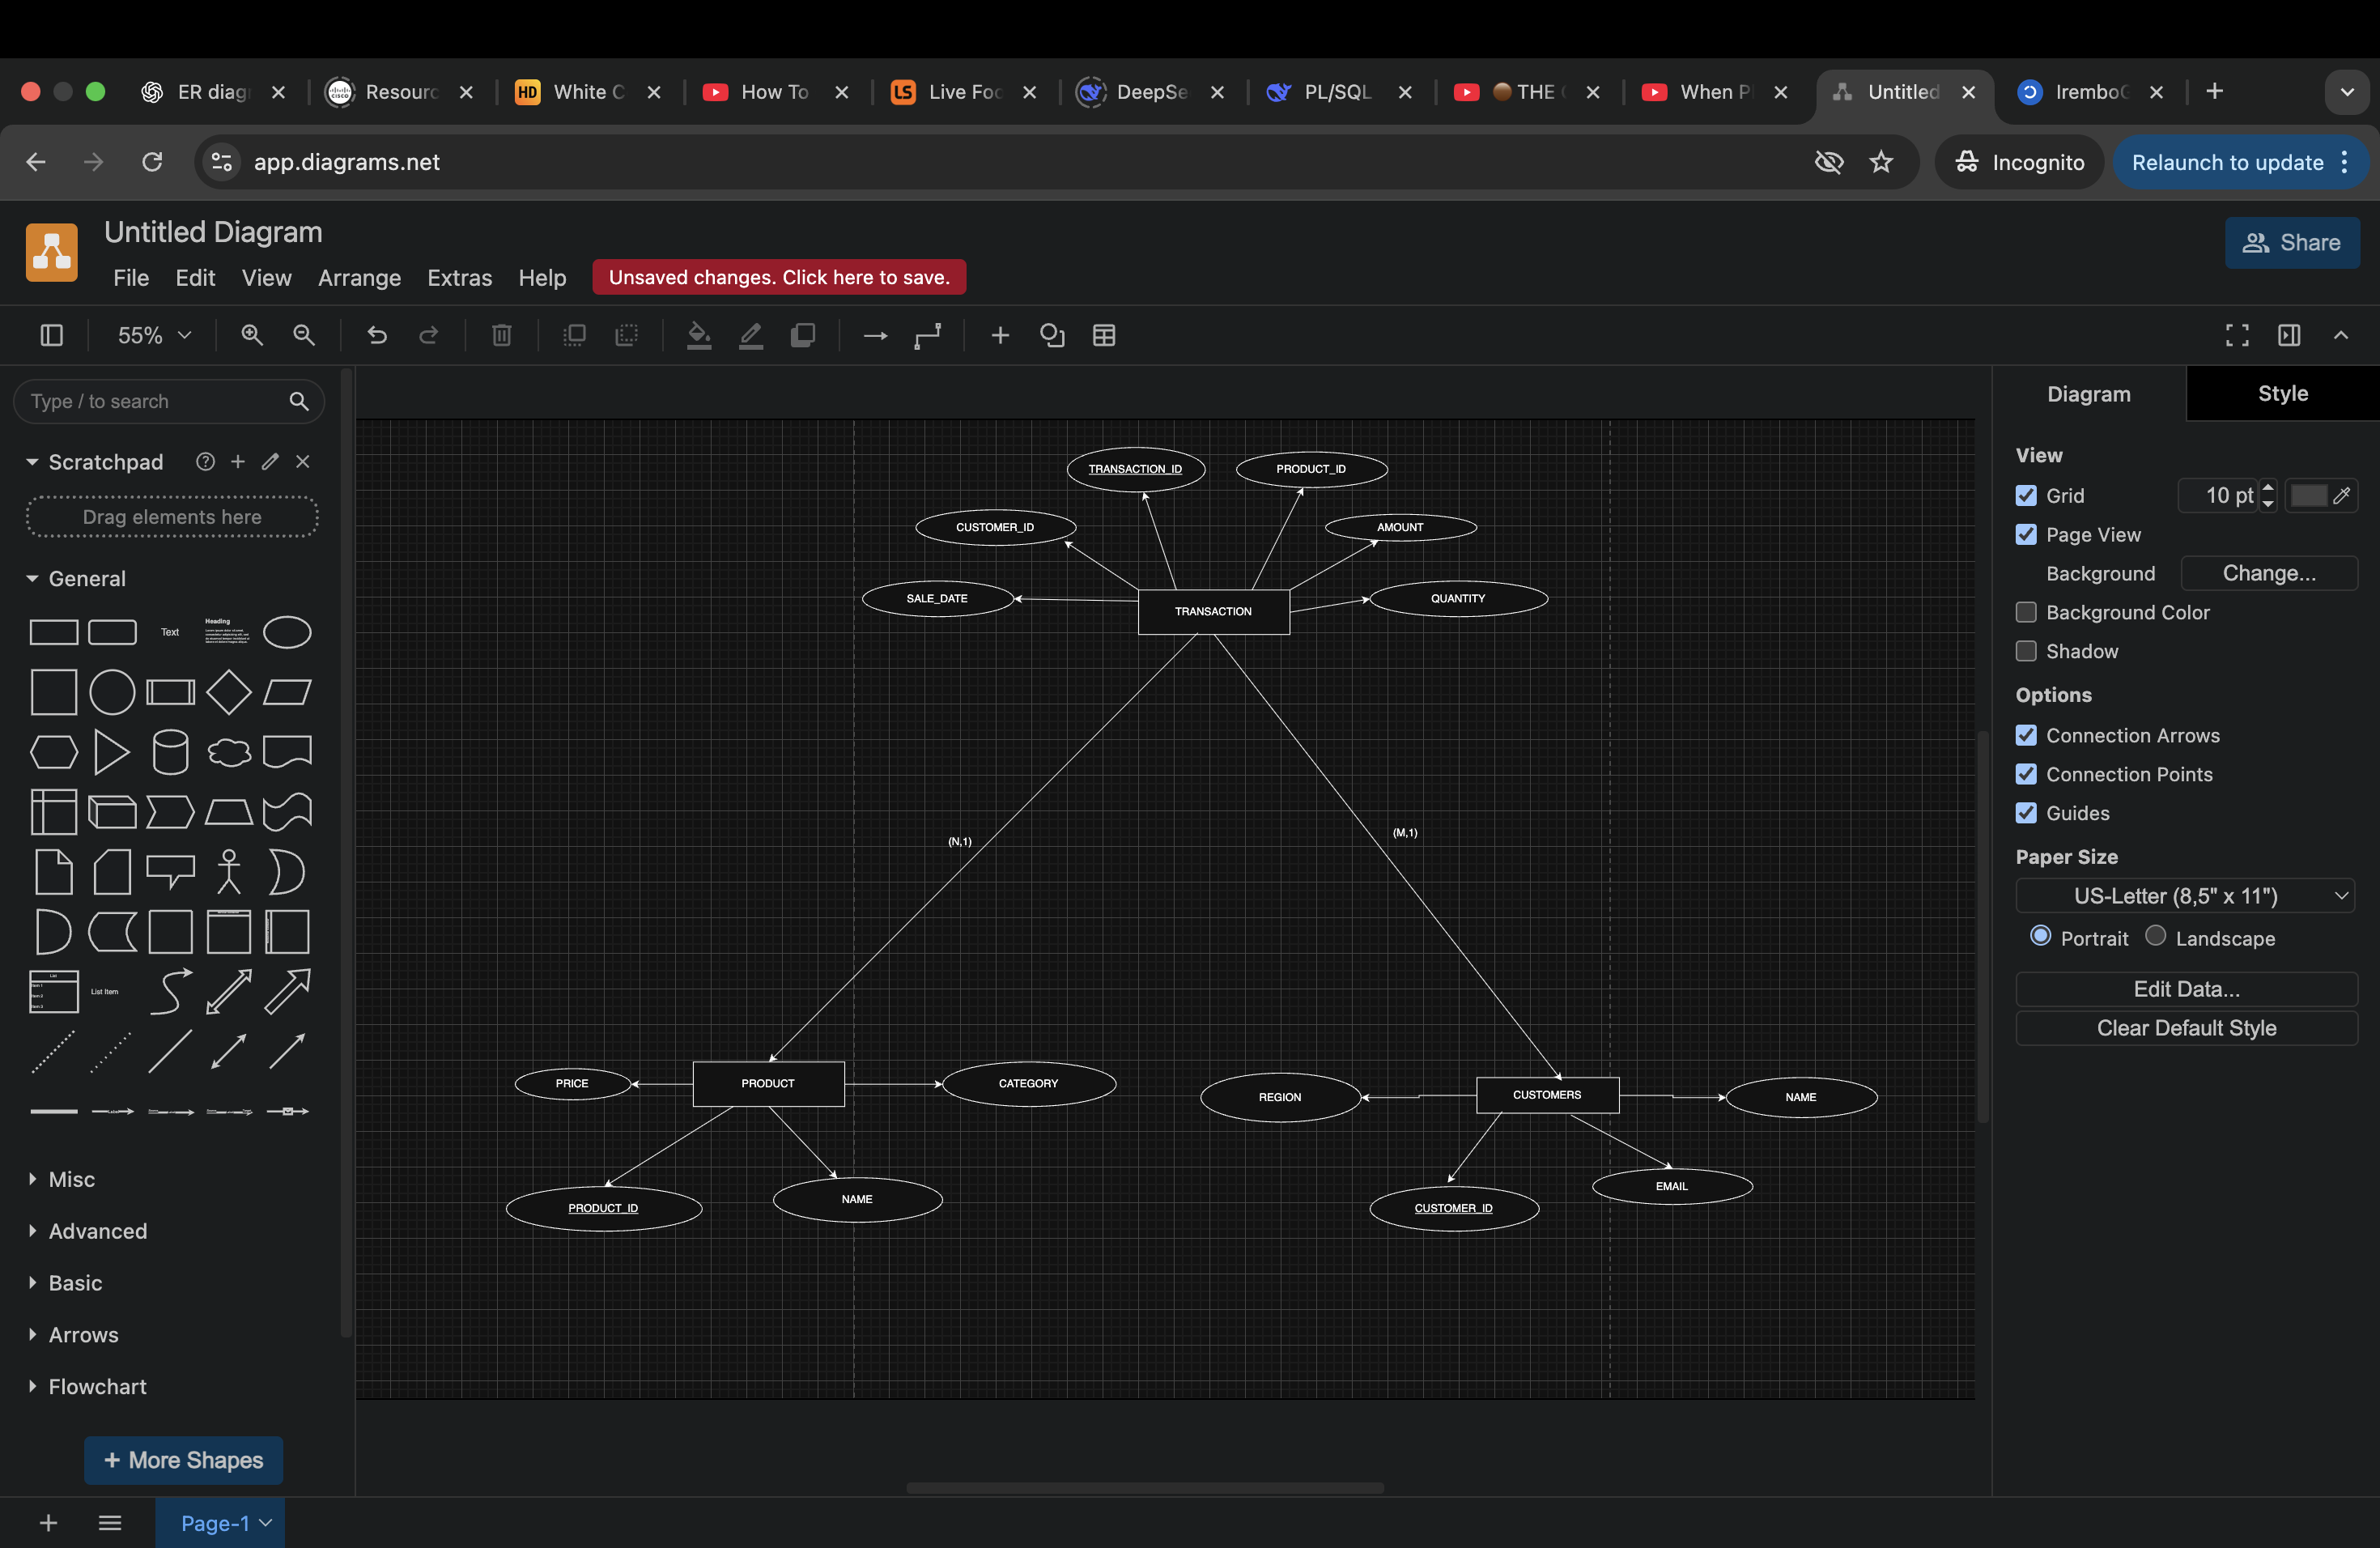 ER diag
Resourc
White C
How To
Live Foo
DeepSe
PL/SQL
THE
When P
Untitled
Irembo
app.diagrams.net
Incognito
Relaunch to update
Untitled Diagram
Share
File Edit View Arrange Extras Help
Unsaved changes. Click here to save.
55%
Type / to search
Diagram
Style
Scratchpad
Drag elements here
General
Text
Heading
List Item
Misc
Advanced
Basic
Arrows
Flowchart
+ More Shapes
TRANSACTION_ID
PRODUCT_ID
CUSTOMER_ID
AMOUNT
SALE_DATE
TRANSACTION
QUANTITY
(N,1)
(M,1)
PRICE
PRODUCT
CATEGORY
REGION
CUSTOMERS
NAME
PRODUCT_ID
NAME
CUSTOMER_ID
EMAIL
View
Grid
10 pt
Page View
Background
Change...
Background Color
Shadow
Options
Connection Arrows
Connection Points
Guides
Paper Size
US-Letter (8,5" x 11")
Portrait
Landscape
Edit Data...
Clear Default Style
Page-1